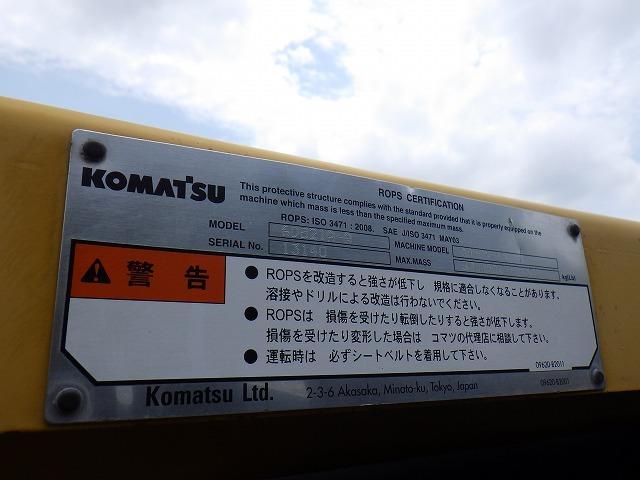 KOMATSU
ROPS CERTIFICATION
This protective structure complies with the standard provided that it is properly equipped on the
machine which mass is less than the specified maximum mass.
ROPS: ISO 3471 : 2008. SAE J/ISO 3471 MAY03
MODEL
MACHINE MODEL
SERIAL No. 13140
MAX.MASS kg(Lb)
警告
● ROPSを改造すると強さが低下し 規格に適合しなくなることがあります。
溶接やドリルによる改造は行わないでください。
● ROPSは 損傷を受けたり転倒したりすると強さが低下します。
損傷を受けたり変形した場合は コマツの代理店に相談して下さい。
● 運転時は 必ずシートベルトを着用して下さい。
09620-B2011
Komatsu Ltd. 2-3-6 Akasaka, Minato-ku, Tokyo, Japan
09620-B2001